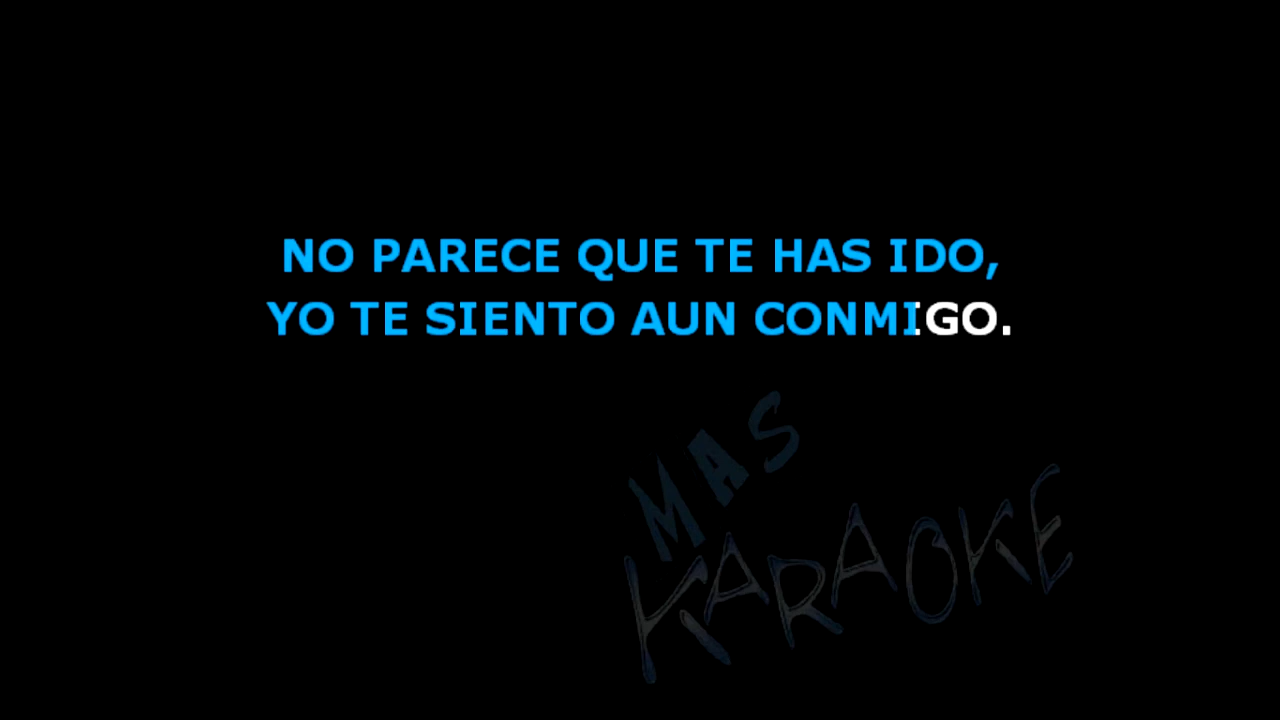 NO PARECE QUE TE HAS IDO,
YO TE SIENTO AUN CONMIGO.
MAS
KARAOKE